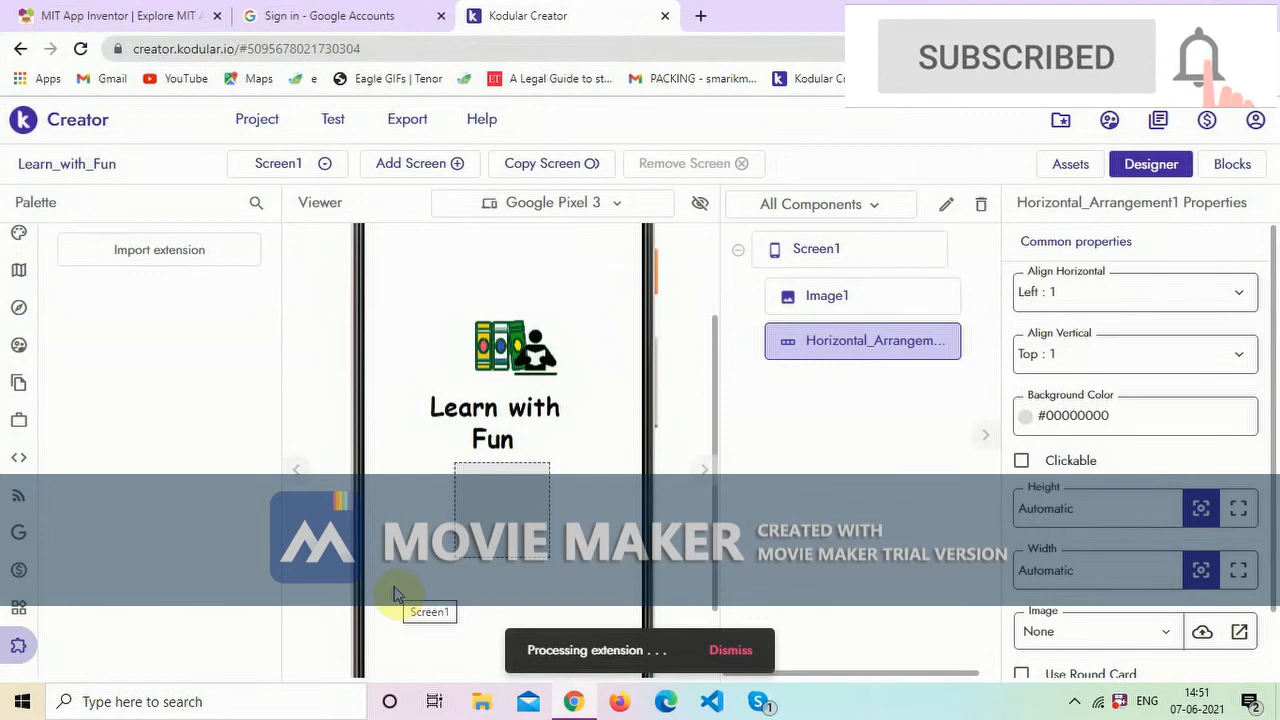 MIT App Inventor | Explore MIT A
Sign in - Google Accounts
Kodular Creator
creator.kodular.io/#5095678021730304
SUBSCRIBED
Apps
Gmail
YouTube
Maps
e
Eagle GIFs | Tenor
ET
A Legal Guide to st...
PACKING - smarikm...
Kodular Cr
k
Creator
Project
Test
Export
Help
Learn_with_Fun
Screen1
Add Screen
Copy Screen
Remove Screen
Assets
Designer
Blocks
Palette
Viewer
Google Pixel 3
All Components
Horizontal_Arrangement1 Properties
Import extension
Screen1
Image1
Horizontal_Arrangem...
Common properties
Align Horizontal
Left : 1
Align Vertical
Top : 1
Background Color
#00000000
Clickable
Height
Automatic
Width
Automatic
Image
None
Use Round Card
Learn with
Fun
MOVIE MAKER
CREATED WITH
MOVIE MAKER TRIAL VERSION
Screen1
Processing extension . . .
Dismiss
Type here to search
1
ENG
14:51
07-06-2021
2